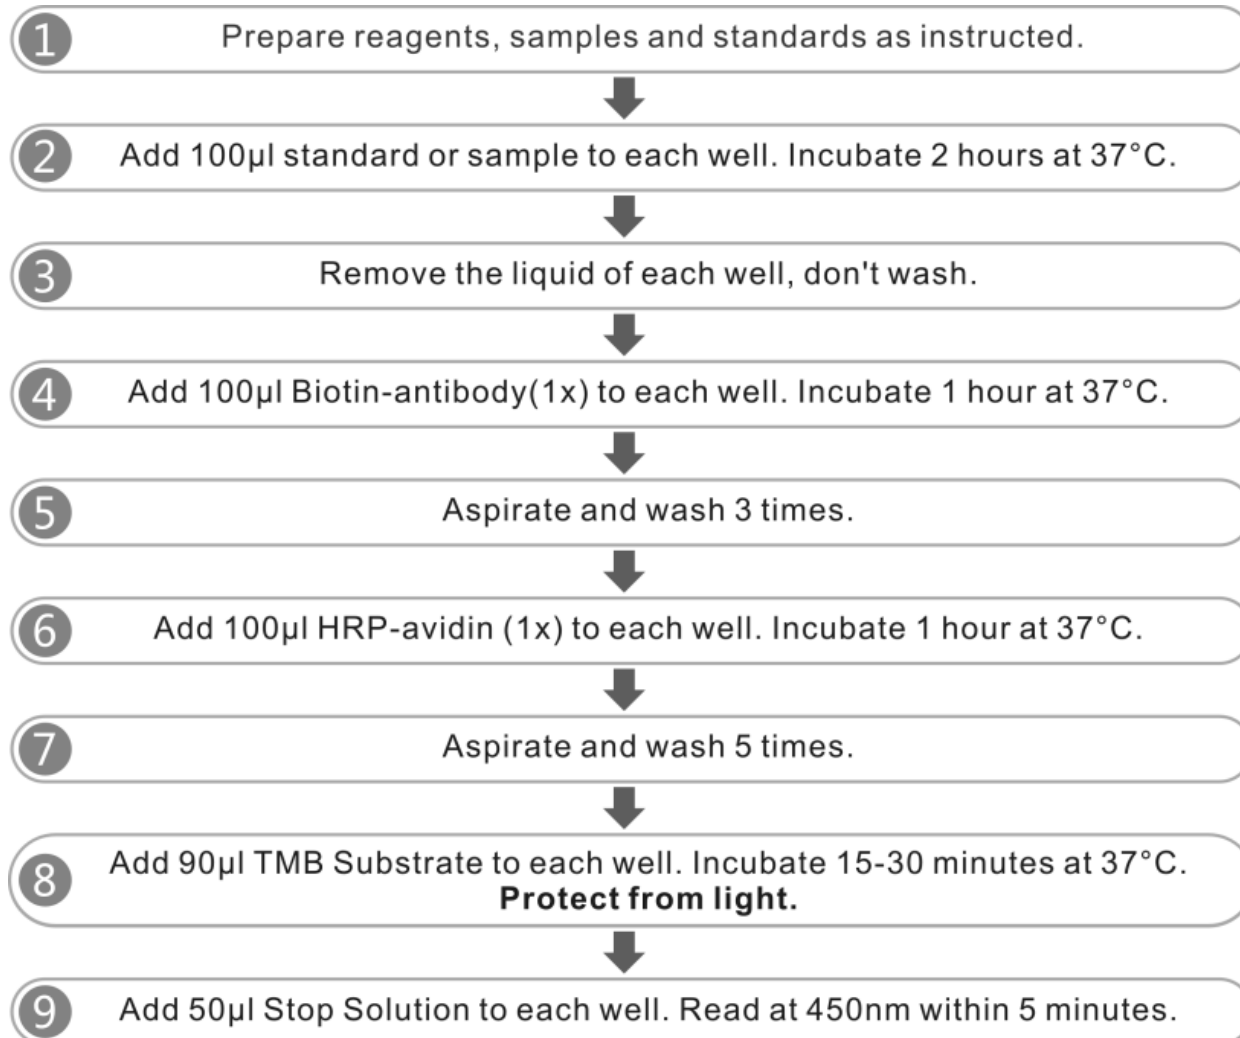 1 Prepare reagents, samples and standards as instructed.
2 Add 100µl standard or sample to each well. Incubate 2 hours at 37°C.
3 Remove the liquid of each well, don't wash.
4 Add 100µl Biotin-antibody(1x) to each well. Incubate 1 hour at 37°C.
5 Aspirate and wash 3 times.
6 Add 100µl HRP-avidin (1x) to each well. Incubate 1 hour at 37°C.
7 Aspirate and wash 5 times.
8 Add 90µl TMB Substrate to each well. Incubate 15-30 minutes at 37°C.
Protect from light.
9 Add 50µl Stop Solution to each well. Read at 450nm within 5 minutes.